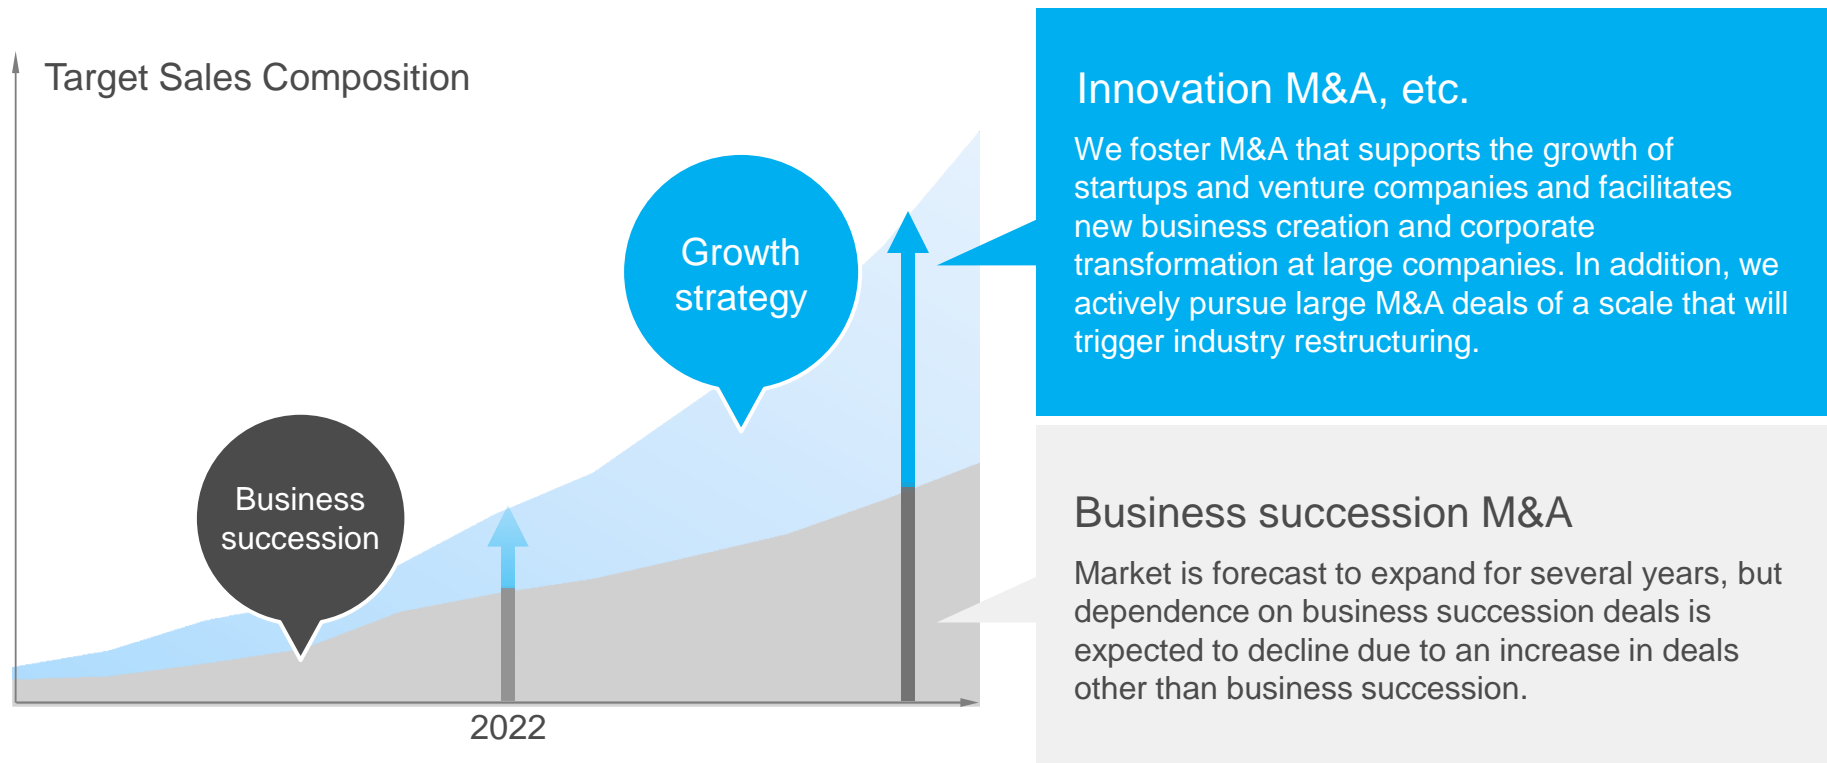 Target Sales Composition
Growth
strategy
Business
succession
2022
Innovation M&A, etc.
We foster M&A that supports the growth of
startups and venture companies and facilitates
new business creation and corporate
transformation at large companies. In addition, we
actively pursue large M&A deals of a scale that will
trigger industry restructuring.
Business succession M&A
Market is forecast to expand for several years, but
dependence on business succession deals is
expected to decline due to an increase in deals
other than business succession.